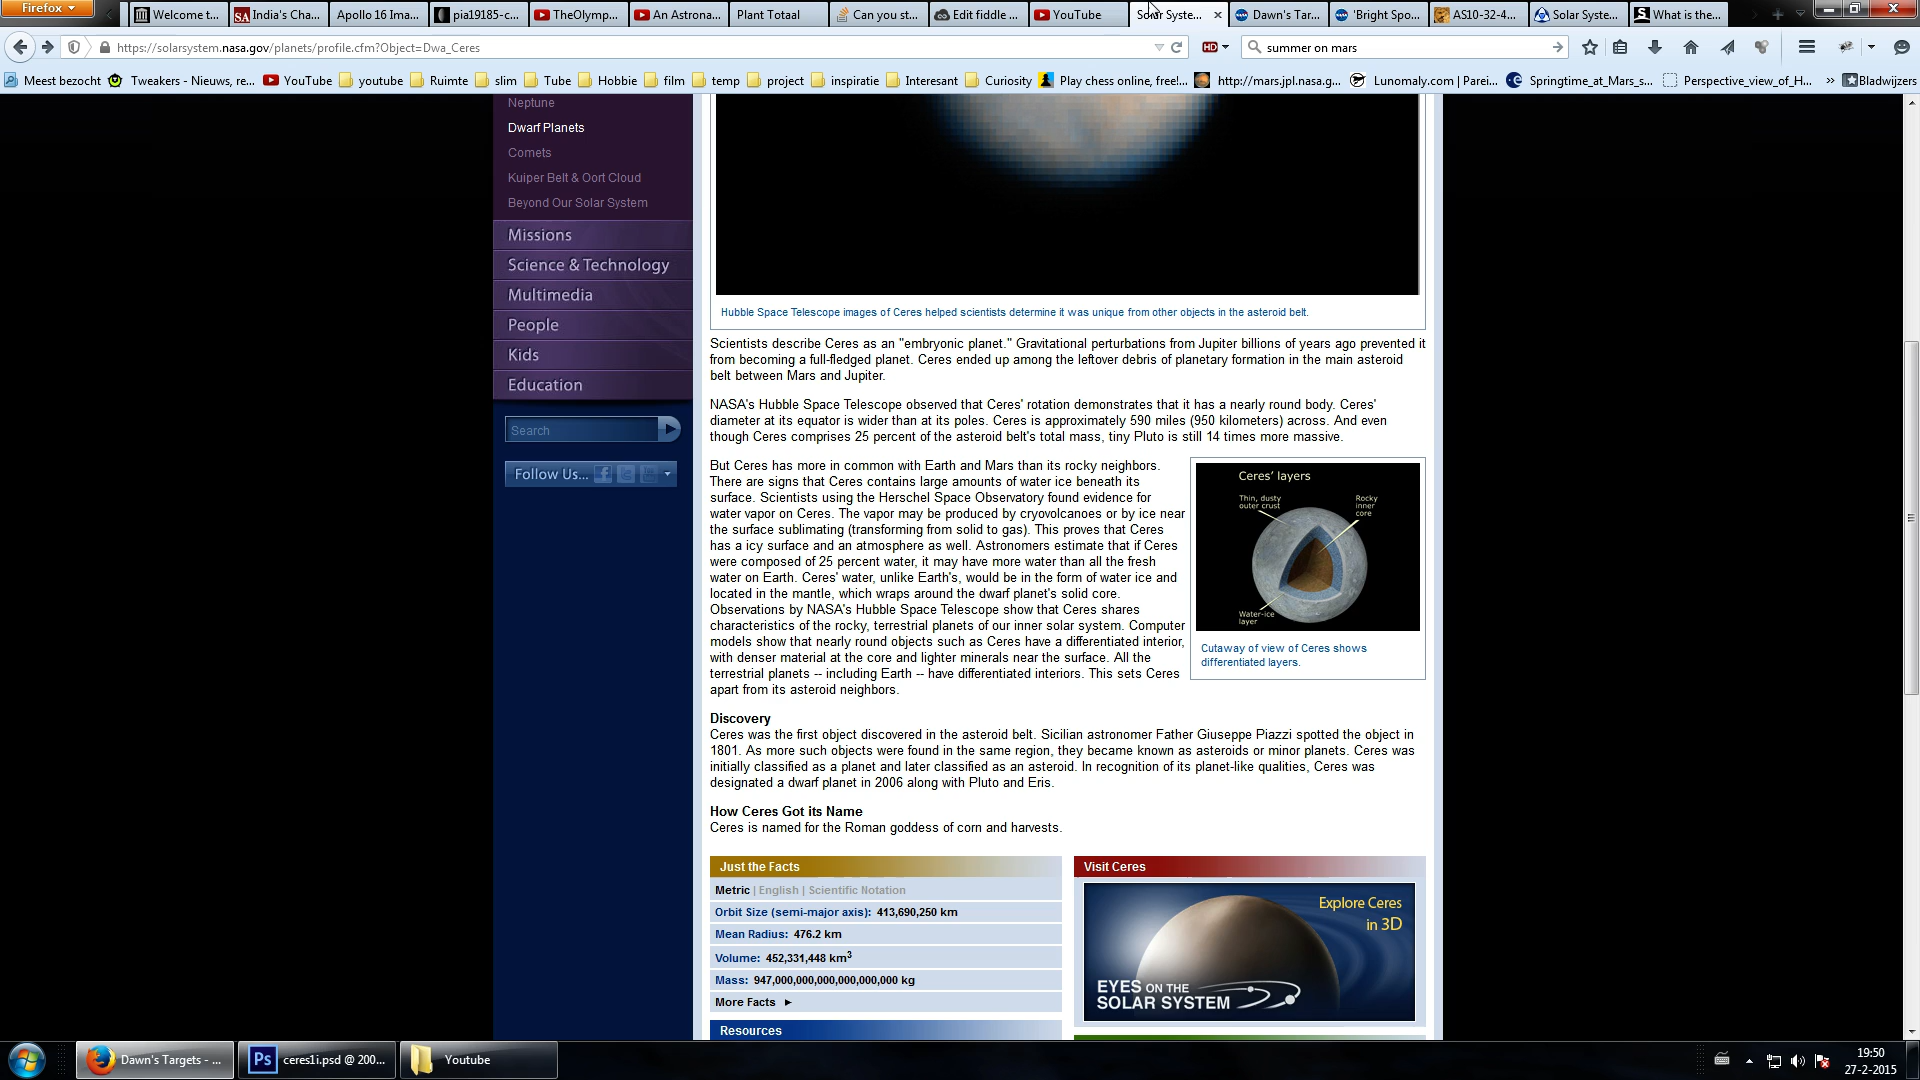 Firefox
Welcome t...
India's Cha...
Apollo 16 Ima...
pia19185-c...
TheOlymp...
An Astrona...
Plant Totaal
Can you st...
Edit fiddle ...
YouTube
Solar Syste...
Dawn's Tar...
'Bright Spo...
AS10-32-4...
Solar Syste...
What is the...
https://solarsystem.nasa.gov/planets/profile.cfm?Object=Dwa_Ceres
HD
summer on mars
Meest bezocht
Tweakers - Nieuws, re...
YouTube
youtube
Ruimte
slim
Tube
Hobbie
film
temp
project
inspiratie
Interesant
Curiosity
Play chess online, free!...
http://mars.jpl.nasa.g...
Lunomaly.com | Parei...
Springtime_at_Mars_s...
Perspective_view_of_H...
Bladwijzers
Neptune
Dwarf Planets
Comets
Kuiper Belt & Oort Cloud
Beyond Our Solar System
Missions
Science & Technology
Multimedia
People
Kids
Education
Search
Follow Us...
Hubble Space Telescope images of Ceres helped scientists determine it was unique from other objects in the asteroid belt.
Scientists describe Ceres as an "embryonic planet." Gravitational perturbations from Jupiter billions of years ago prevented it
from becoming a full-fledged planet. Ceres ended up among the leftover debris of planetary formation in the main asteroid
belt between Mars and Jupiter.
NASA's Hubble Space Telescope observed that Ceres' rotation demonstrates that it has a nearly round body. Ceres'
diameter at its equator is wider than at its poles. Ceres is approximately 590 miles (950 kilometers) across. And even
though Ceres comprises 25 percent of the asteroid belt's total mass, tiny Pluto is still 14 times more massive.
But Ceres has more in common with Earth and Mars than its rocky neighbors.
There are signs that Ceres contains large amounts of water ice beneath its
surface. Scientists using the Herschel Space Observatory found evidence for
water vapor on Ceres. The vapor may be produced by cryovolcanoes or by ice near
the surface sublimating (transforming from solid to gas). This proves that Ceres
has a icy surface and an atmosphere as well. Astronomers estimate that if Ceres
were composed of 25 percent water, it may have more water than all the fresh
water on Earth. Ceres' water, unlike Earth's, would be in the form of water ice and
located in the mantle, which wraps around the dwarf planet's solid core.
Observations by NASA's Hubble Space Telescope show that Ceres shares
characteristics of the rocky, terrestrial planets of our inner solar system. Computer
models show that nearly round objects such as Ceres have a differentiated interior,
with denser material at the core and lighter minerals near the surface. All the
terrestrial planets -- including Earth -- have differentiated interiors. This sets Ceres
apart from its asteroid neighbors.
Ceres' layers
Thin, dusty
outer crust
Rocky
inner
core
Water-ice
layer
Cutaway of view of Ceres shows
differentiated layers.
Discovery
Ceres was the first object discovered in the asteroid belt. Sicilian astronomer Father Giuseppe Piazzi spotted the object in
1801. As more such objects were found in the same region, they became known as asteroids or minor planets. Ceres was
initially classified as a planet and later classified as an asteroid. In recognition of its planet-like qualities, Ceres was
designated a dwarf planet in 2006 along with Pluto and Eris.
How Ceres Got its Name
Ceres is named for the Roman goddess of corn and harvests.
Just the Facts
Metric | English | Scientific Notation
Orbit Size (semi-major axis): 413,690,250 km
Mean Radius: 476.2 km
Volume: 452,331,448 km3
Mass: 947,000,000,000,000,000,000 kg
More Facts
Resources
Visit Ceres
Explore Ceres
in 3D
EYES ON THE
SOLAR SYSTEM
Dawn's Targets - ...
Ps
ceres1i.psd @ 200...
Youtube
19:50
27-2-2015